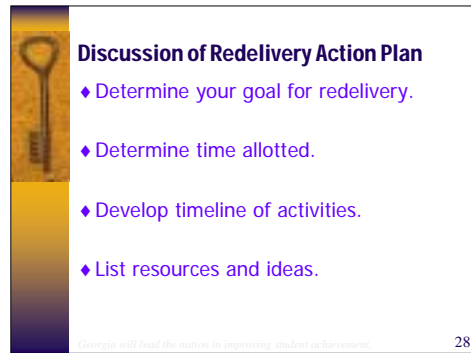 Discussion of Redelivery Action Plan
♦ Determine your goal for redelivery.
♦ Determine time allotted.
♦ Develop timeline of activities.
♦ List resources and ideas.
Georgia will lead the nation in improving student achievement.
28